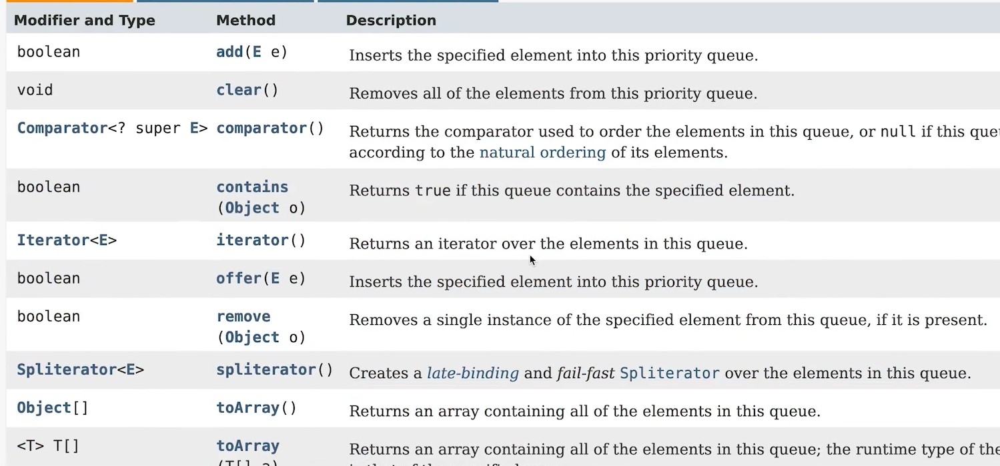 Modifier and Type Method Description
boolean add(E e) Inserts the specified element into this priority queue.
void clear() Removes all of the elements from this priority queue.
Comparator<? super E> comparator() Returns the comparator used to order the elements in this queue, or null if this
according to the natural ordering of its elements.
boolean contains Returns true if this queue contains the specified element.
(Object o)
Iterator<E> iterator() Returns an iterator over the elements in this queue.
boolean offer(E e) Inserts the specified element into this priority queue.
boolean remove Removes a single instance of the specified element from this queue, if it is present.
(Object o)
Spliterator<E> spliterator() Creates a late-binding and fail-fast Spliterator over the elements in this queue.
Object[] toArray() Returns an array containing all of the elements in this queue.
<T> T[] toArray Returns an array containing all of the elements in this queue; the runtime type of the